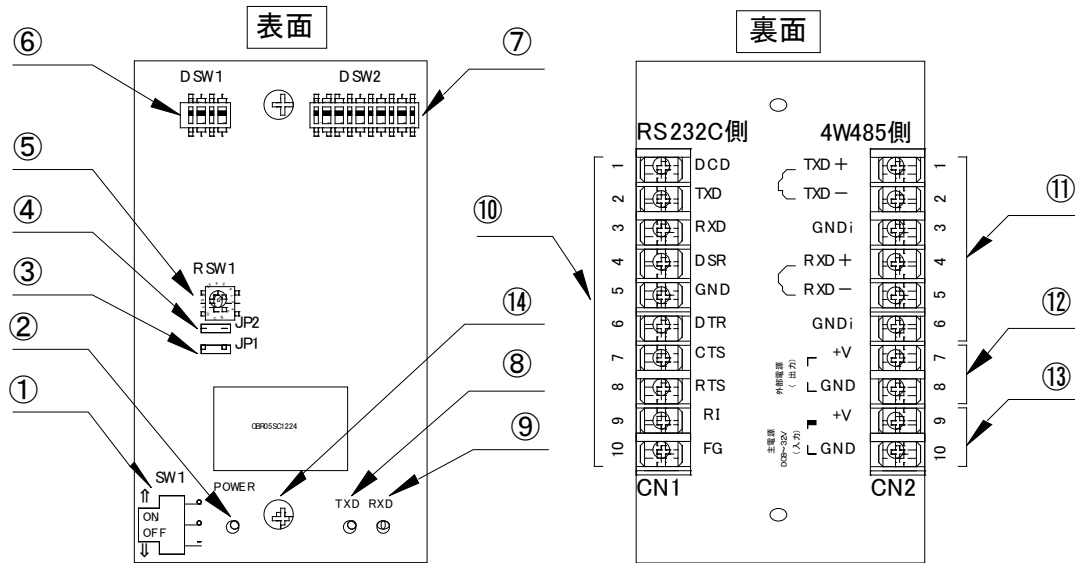 表面
⑥
DSW1
DSW2
⑦
⑤
④
RSW1
③
JP2
JP1
②
⑭
①
⑧
⑨
CBR05SC1224
SW1
POWER
TXD RXD
ON
OFF
裏面
RS232C側
4W485側
1 DCD
TXD+ 1
2 TXD
TXD- 2
3 RXD
GNDi 3
4 DSR
RXD+ 4
5 GND
RXD- 5
6 DTR
GNDi 6
7 CTS
+V 7
8 RTS
GND 8
外部電源
(出力)
9 RI
+V 9
10 FG
GND 10
主電源
DC8~32V
(入力)
CN1
CN2
⑩
⑪
⑫
⑬